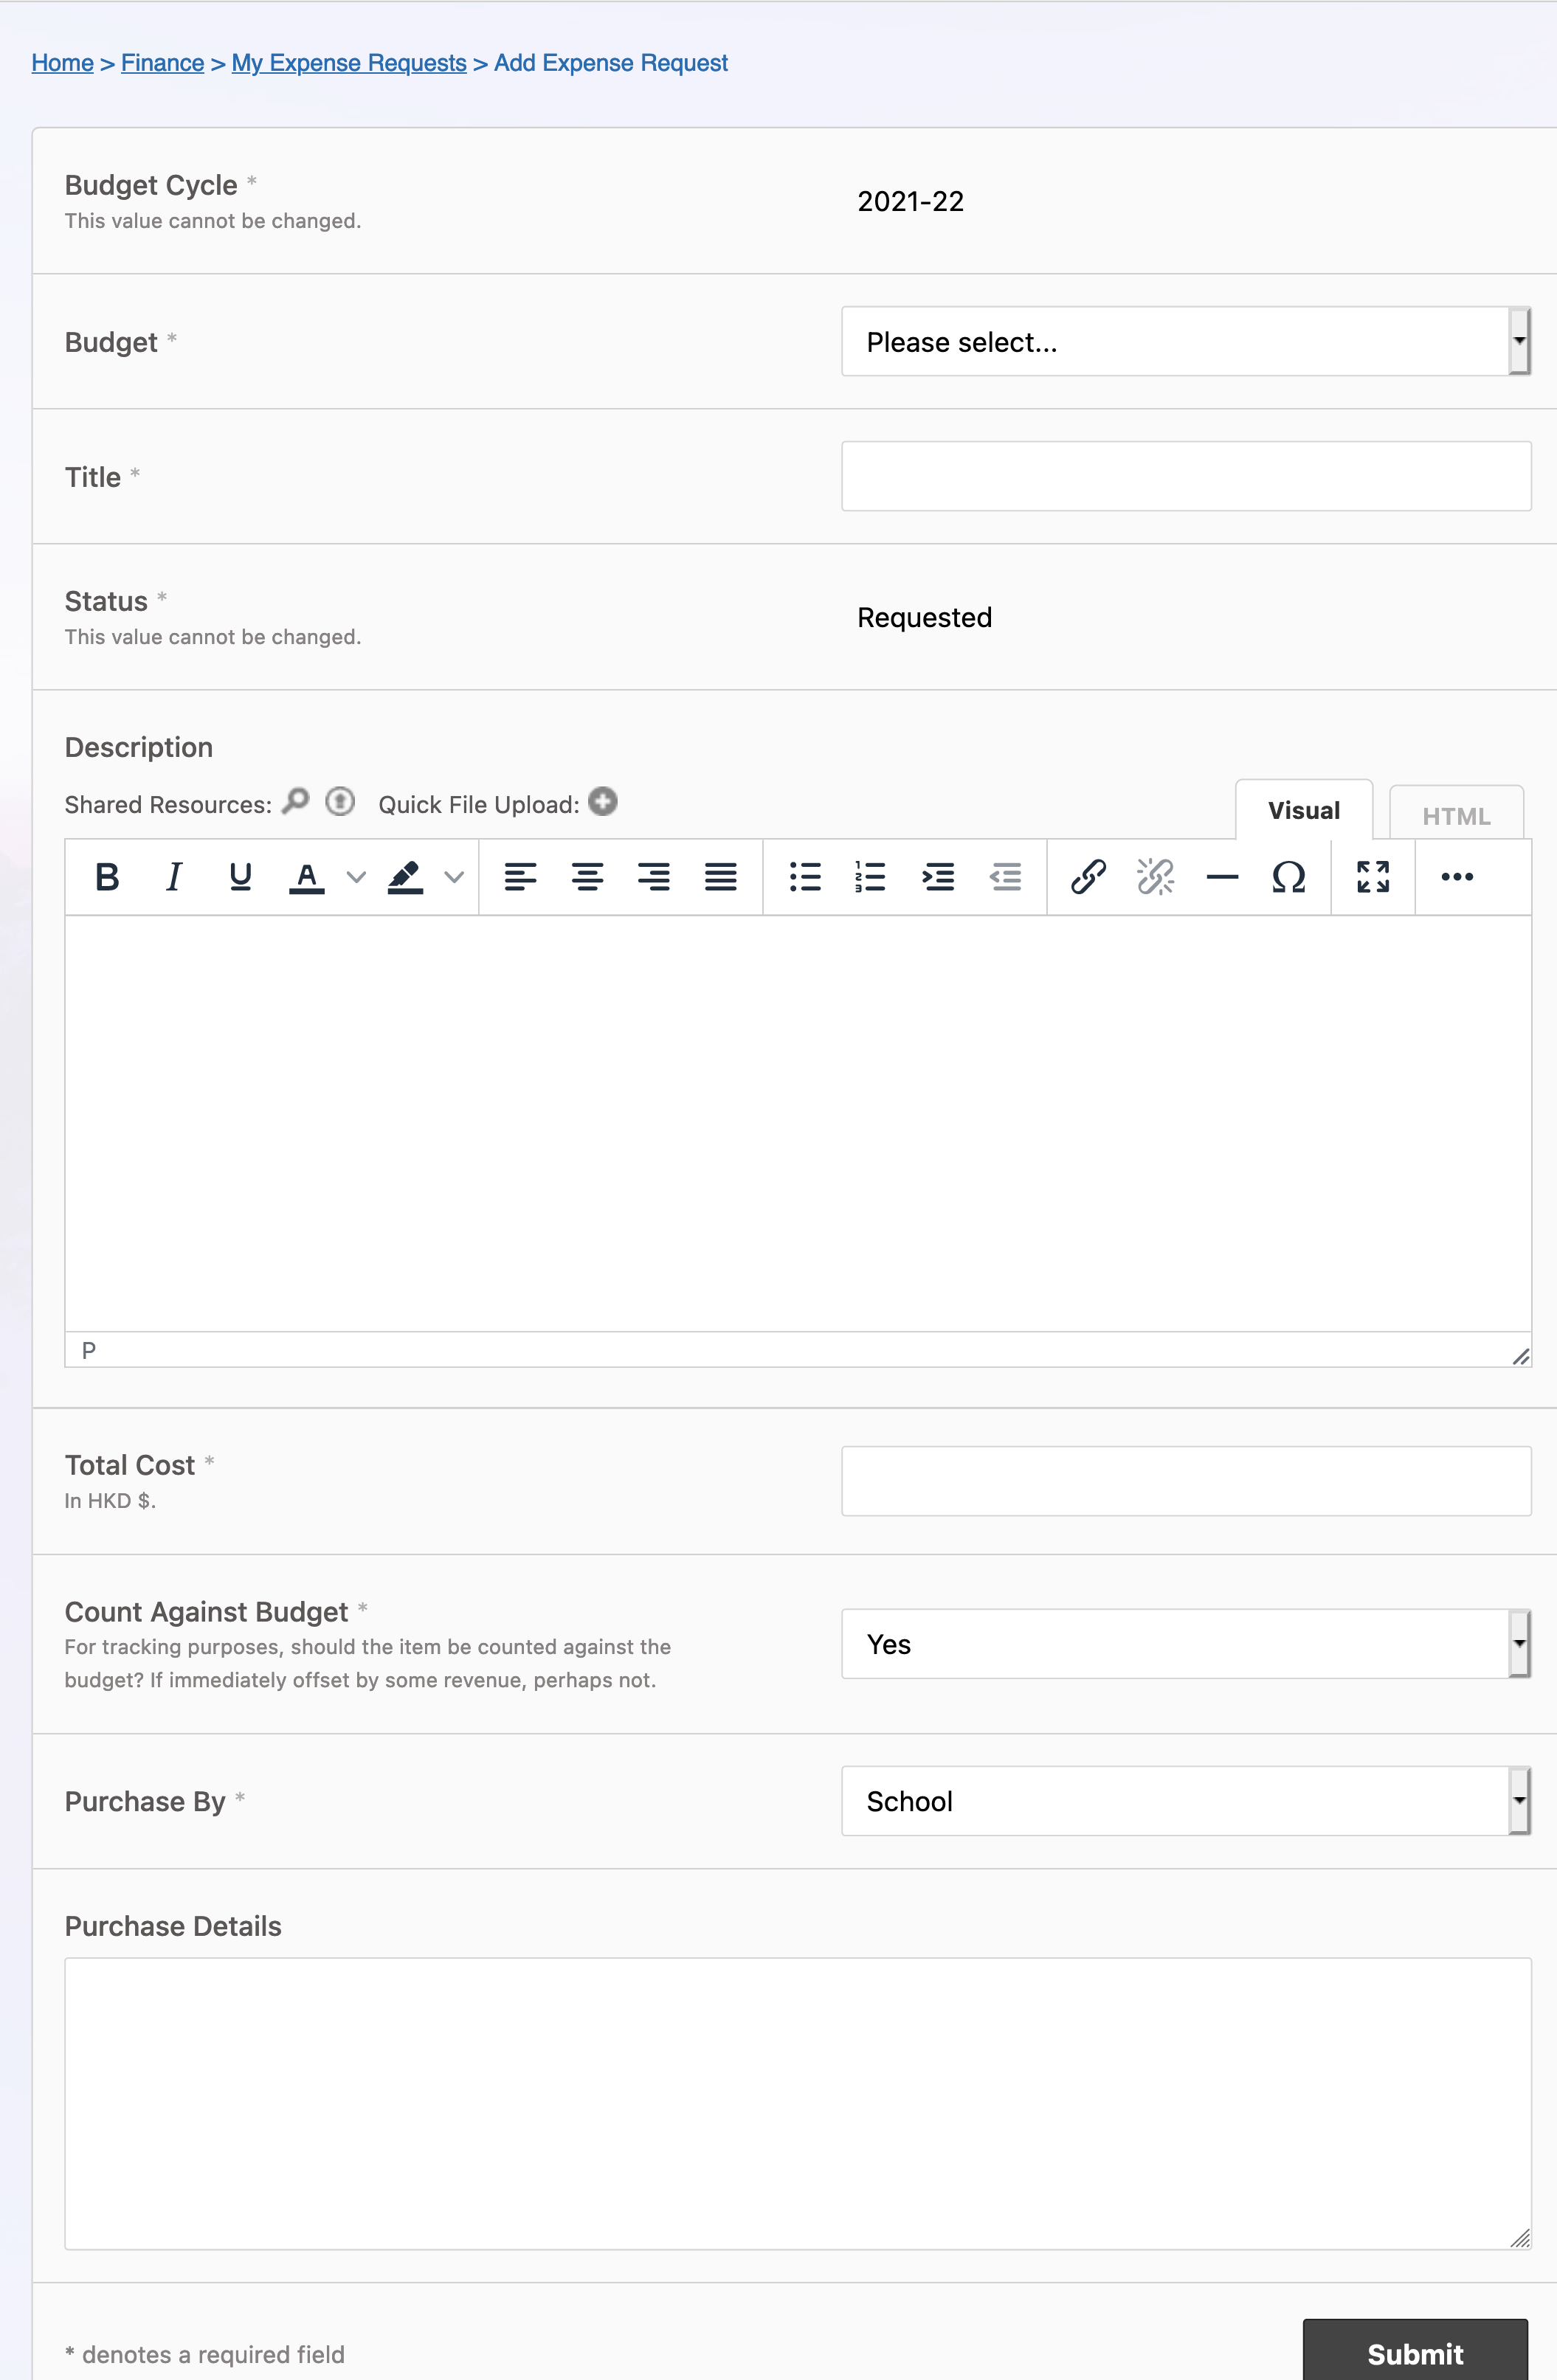 Home > Finance > My Expense Requests > Add Expense Request
Budget Cycle *
This value cannot be changed.
2021-22
Budget *
Please select...
Title *
Status *
This value cannot be changed.
Requested
Description
Shared Resources: Quick File Upload:
Visual
HTML
B I U A
P
Total Cost *
In HKD $.
Count Against Budget *
For tracking purposes, should the item be counted against the
budget? If immediately offset by some revenue, perhaps not.
Yes
Purchase By *
School
Purchase Details
* denotes a required field
Submit